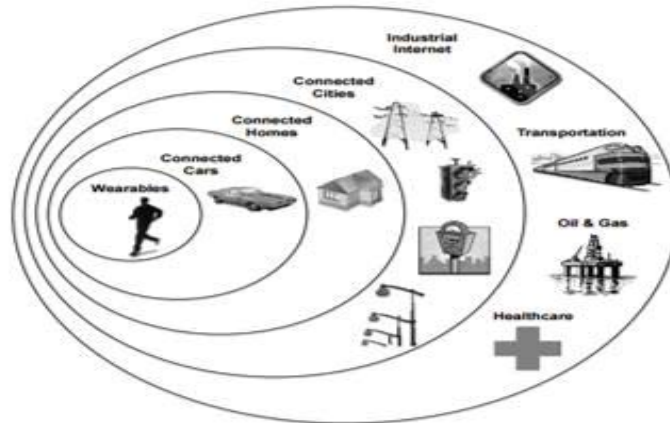 Industrial
Internet
Connected
Cities
Connected
Homes
Transportation
Connected
Cars
Wearables
Oil & Gas
Healthcare